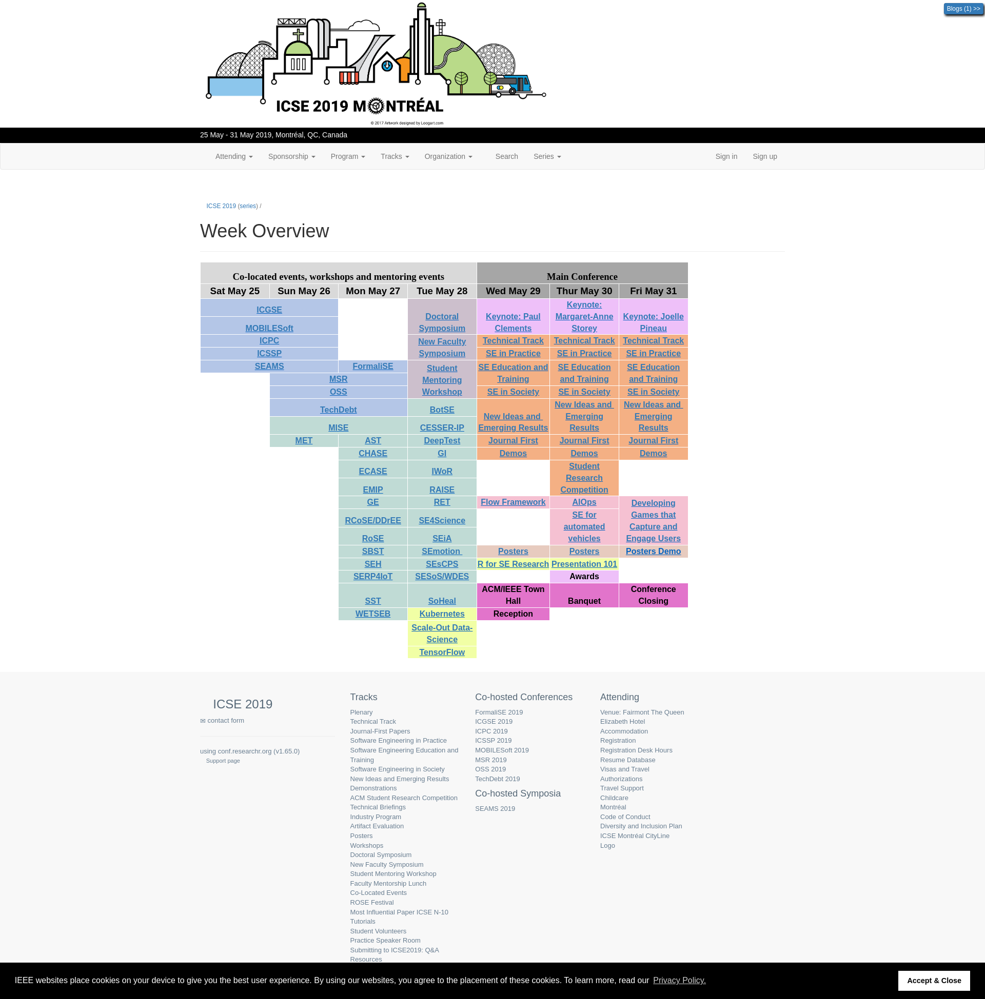 Blogs (1) >>
ICSE 2019 MONTRÉAL
© 2017 Artwork designed by Loogart.com
25 May - 31 May 2019, Montréal, QC, Canada
Attending Sponsorship Program Tracks Organization Search Series Sign in Sign up
ICSE 2019 (series) /
Week Overview
Co-located events, workshops and mentoring events Main Conference
Sat May 25 Sun May 26 Mon May 27 Tue May 28 Wed May 29 Thur May 30 Fri May 31
ICGSE
MOBILESoft
Doctoral
Symposium
Keynote: Paul
Clements
Keynote:
Margaret-Anne
Storey
Keynote: Joelle
Pineau
ICPC
ICSSP
New Faculty
Symposium
Technical Track Technical Track Technical Track
SE in Practice SE in Practice SE in Practice
SEAMS FormaliSE
MSR
OSS
Student
Mentoring
Workshop
SE Education and
Training
SE Education
and Training
SE Education
and Training
SE in Society SE in Society SE in Society
TechDebt BotSE
MISE CESSER-IP
New Ideas and
Emerging Results
New Ideas and
Emerging
Results
New Ideas and
Emerging
Results
MET AST DeepTest Journal First Journal First Journal First
CHASE GI Demos Demos Demos
ECASE IWoR
EMIP RAISE
Student
Research
Competition
GE RET Flow Framework AIOps
Developing
Games that
Capture and
Engage Users
RCoSE/DDrEE SE4Science
RoSE SEiA
SE for
automated
vehicles
SBST SEmotion Posters Posters Posters Demo
SEH SEsCPS R for SE Research Presentation 101
SERP4IoT SESoS/WDES Awards
SST SoHeal
ACM/IEEE Town
Hall
Banquet
Conference
Closing
WETSEB Kubernetes Reception
Scale-Out Data-
Science
TensorFlow
ICSE 2019
✉ contact form
using conf.researchr.org (v1.65.0)
Support page
Tracks
Plenary
Technical Track
Journal-First Papers
Software Engineering in Practice
Software Engineering Education and
Training
Software Engineering in Society
New Ideas and Emerging Results
Demonstrations
ACM Student Research Competition
Technical Briefings
Industry Program
Artifact Evaluation
Posters
Workshops
Doctoral Symposium
New Faculty Symposium
Student Mentoring Workshop
Faculty Mentorship Lunch
Co-Located Events
ROSE Festival
Most Influential Paper ICSE N-10
Tutorials
Student Volunteers
Practice Speaker Room
Submitting to ICSE2019: Q&A
Resources
Co-hosted Conferences
FormaliSE 2019
ICGSE 2019
ICPC 2019
ICSSP 2019
MOBILESoft 2019
MSR 2019
OSS 2019
TechDebt 2019
Co-hosted Symposia
SEAMS 2019
Attending
Venue: Fairmont The Queen
Elizabeth Hotel
Accommodation
Registration
Registration Desk Hours
Resume Database
Visas and Travel
Authorizations
Travel Support
Childcare
Montréal
Code of Conduct
Diversity and Inclusion Plan
ICSE Montréal CityLine
Logo
IEEE websites place cookies on your device to give you the best user experience. By using our websites, you agree to the placement of these cookies. To learn more, read our Privacy Policy.
Accept & Close